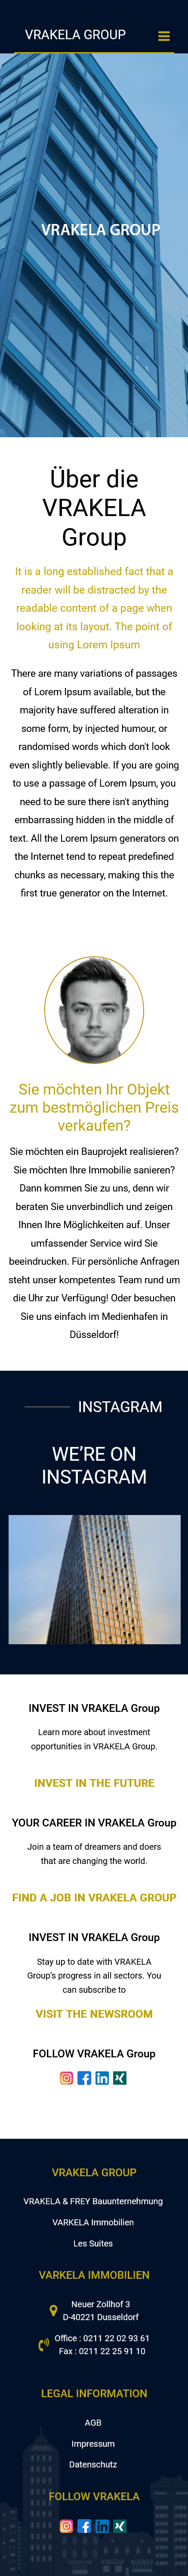 VRAKELA GROUP
VRAKELA GROUP
Über die
VRAKELA
Group
It is a long established fact that a
reader will be distracted by the
readable content of a page when
looking at its layout. The point of
using Lorem Ipsum
There are many variations of passages
of Lorem Ipsum available, but the
majority have suffered alteration in
some form, by injected humour, or
randomised words which don't look
even slightly believable. If you are going
to use a passage of Lorem Ipsum, you
need to be sure there isn't anything
embarrassing hidden in the middle of
text. All the Lorem Ipsum generators on
the Internet tend to repeat predefined
chunks as necessary, making this the
first true generator on the Internet.
Sie möchten Ihr Objekt
zum bestmöglichen Preis
verkaufen?
Sie möchten ein Bauprojekt realisieren?
Sie möchten Ihre Immobilie sanieren?
Dann kommen Sie zu uns, denn wir
beraten Sie unverbindlich und zeigen
Ihnen Ihre Möglichkeiten auf. Unser
umfassender Service wird Sie
beeindrucken. Für persönliche Anfragen
steht unser kompetentes Team rund um
die Uhr zur Verfügung! Oder besuchen
Sie uns einfach im Medienhafen in
Düsseldorf!
INSTAGRAM
WE'RE ON
INSTAGRAM
INVEST IN VRAKELA Group
Learn more about investment
opportunities in VRAKELA Group.
INVEST IN THE FUTURE
YOUR CAREER IN VRAKELA Group
Join a team of dreamers and doers
that are changing the world.
FIND A JOB IN VRAKELA GROUP
INVEST IN VRAKELA Group
Stay up to date with VRAKELA
Group's progress in all sectors. You
can subscribe to
VISIT THE NEWSROOM
FOLLOW VRAKELA Group
VRAKELA GROUP
VRAKELA & FREY Bauunternehmung
VARKELA Immobilien
Les Suites
VARKELA IMMOBILIEN
Neuer Zollhof 3
D-40221 Dusseldorf
Office : 0211 22 02 93 61
Fax : 0211 22 25 91 10
LEGAL INFORMATION
AGB
Impressum
Datenschutz
FOLLOW VRAKELA